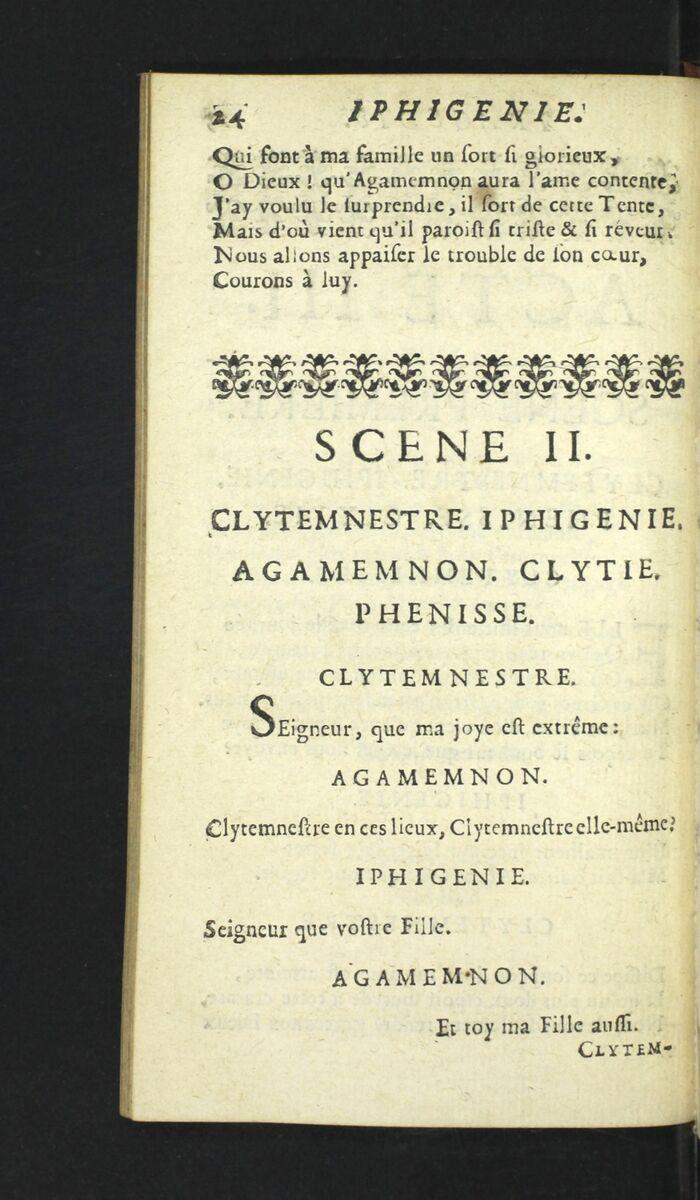 24 IPHIGENIE.
Qui font à ma famille un ſort ſi glorieux,
O Dieux ! qu'Agamemnon aura l'ame contente,
J'ay voulu le ſurprendre, il ſort de cette Tente,
Mais d'où vient qu'il paroiſt ſi triſte & ſi réveur.
Nous allons appaiſer le trouble de ſon cœur,
Courons à luy.
SCENE II.
CLYTEMNESTRE. IPHIGENIE.
AGAMEMNON. CLYTIE.
PHENISSE.
CLYTEMNESTRE.
SEigneur, que ma joye eſt extrême :
AGAMEMNON.
Clytemneſtre en ces lieux, Clytemneſtre elle-même?
IPHIGENIE.
Seigneur que voſtre Fille.
AGAMEMNON.
Et toy ma Fille auſſi.
CLYTEM-